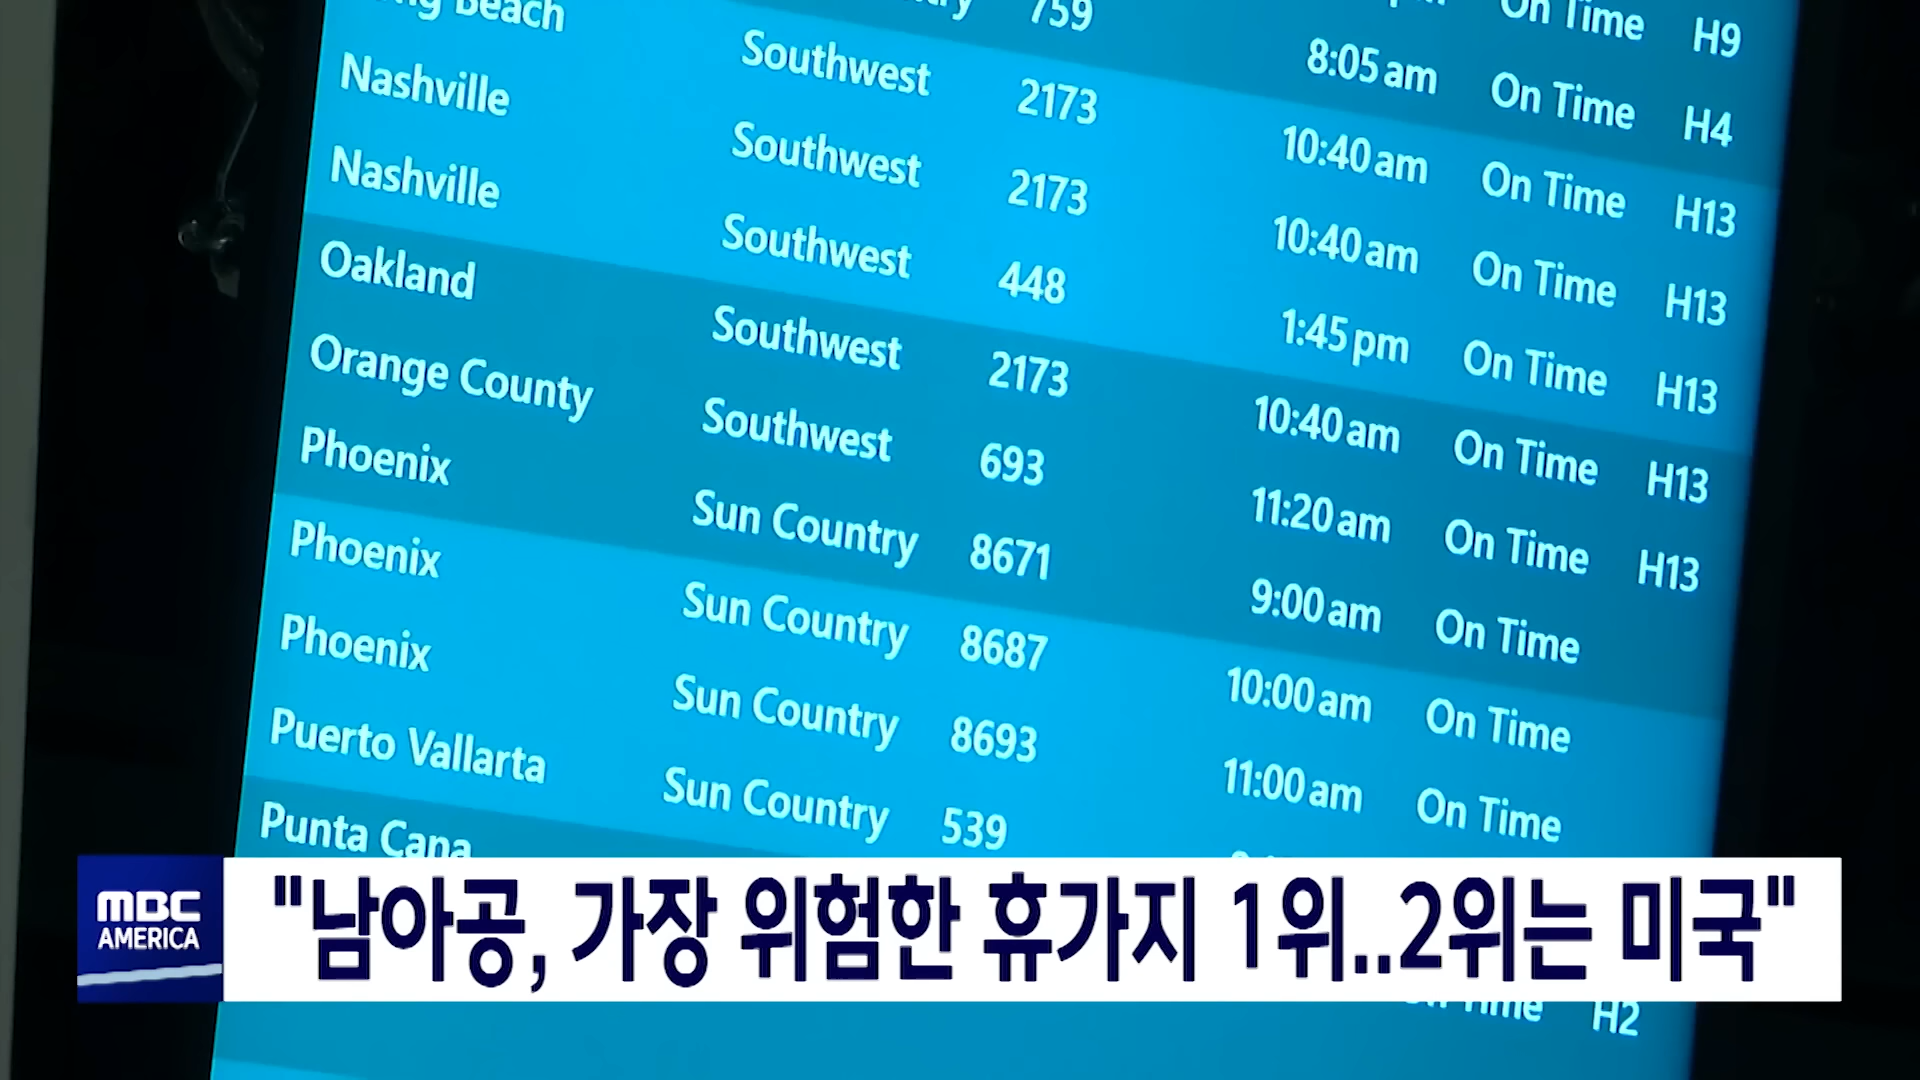 On Time H9
759 8:05 am On Time H4
Beach Southwest 2173 10:40 am On Time H13
Nashville Southwest 2173 10:40 am On Time H13
Nashville Southwest 448 1:45 pm On Time H13
Oakland Southwest 2173 10:40 am On Time H13
Orange County Southwest 693 11:20 am On Time H13
Phoenix Sun Country 8671 9:00 am On Time
Phoenix Sun Country 8687 10:00 am On Time
Phoenix Sun Country 8693 11:00 am On Time
Puerto Vallarta Sun Country 539
Punta Cana
MBC
AMERICA
"남아공, 가장 위험한 휴가지 1위..2위는 미국"
On Time H2